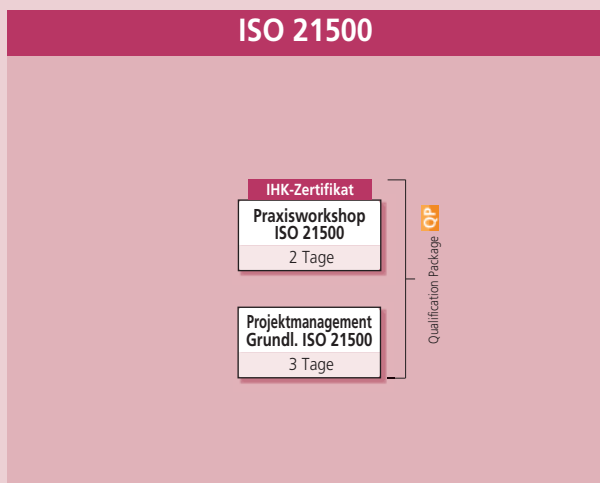 ISO 21500
IHK-Zertifikat
Praxisworkshop
ISO 21500
2 Tage
Projektmanagement
Grundl. ISO 21500
3 Tage
Qualification Package QP